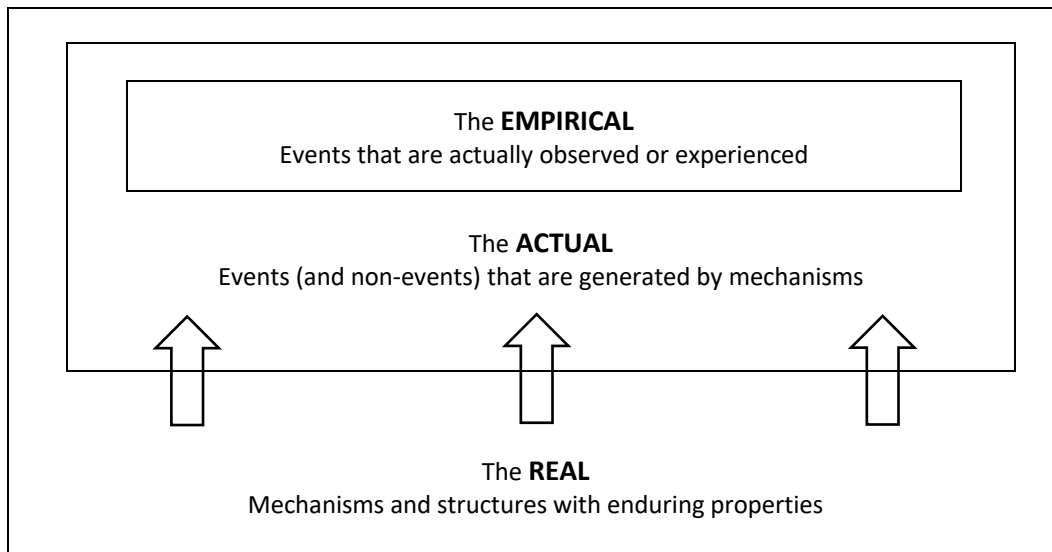 The EMPIRICAL
Events that are actually observed or experienced
The ACTUAL
Events (and non-events) that are generated by mechanisms
The REAL
Mechanisms and structures with enduring properties